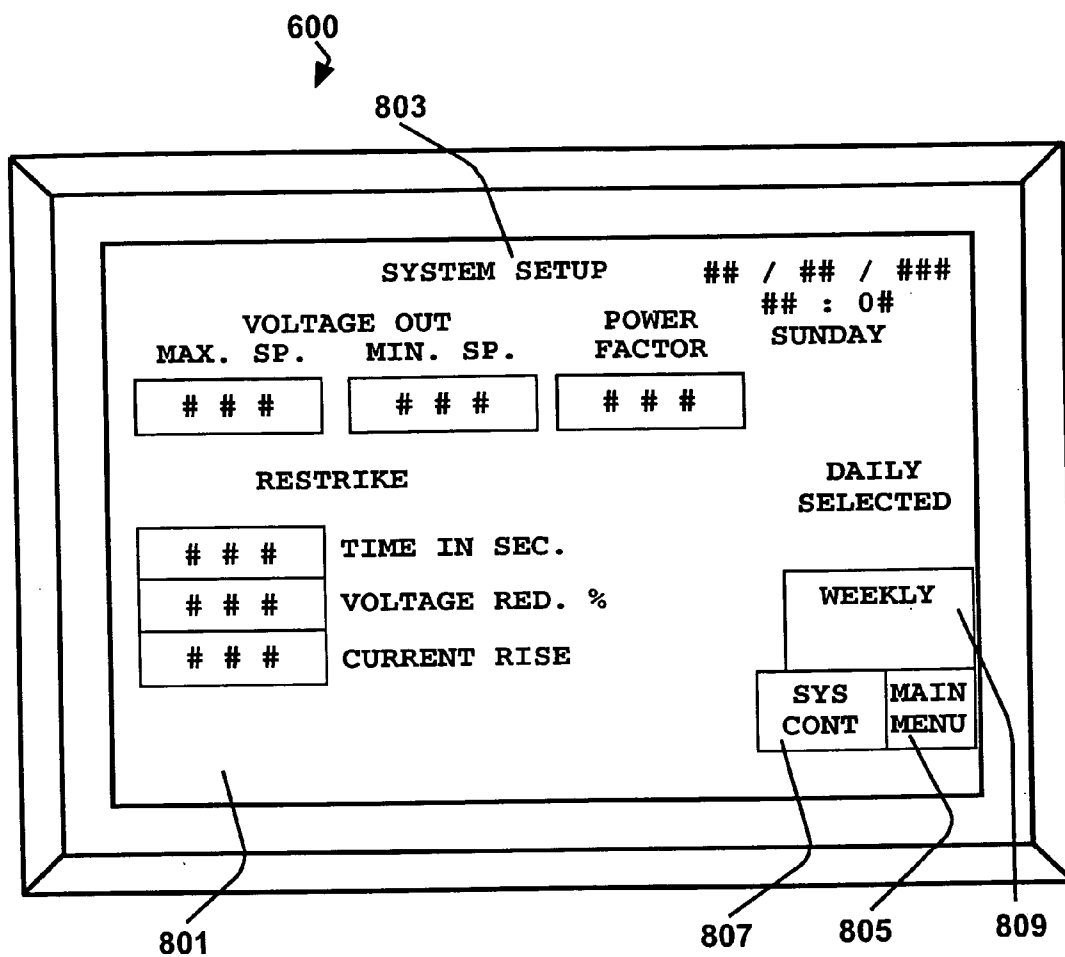 600
803
SYSTEM SETUP
## / ## / ###
## : 0#
SUNDAY
VOLTAGE OUT
MAX. SP.
MIN. SP.
POWER
FACTOR
# # #
# # #
# # #
RESTRIKE
DAILY
SELECTED
# # #
TIME IN SEC.
# # #
VOLTAGE RED. %
# # #
CURRENT RISE
WEEKLY
SYS
CONT
MAIN
MENU
801
807
805
809